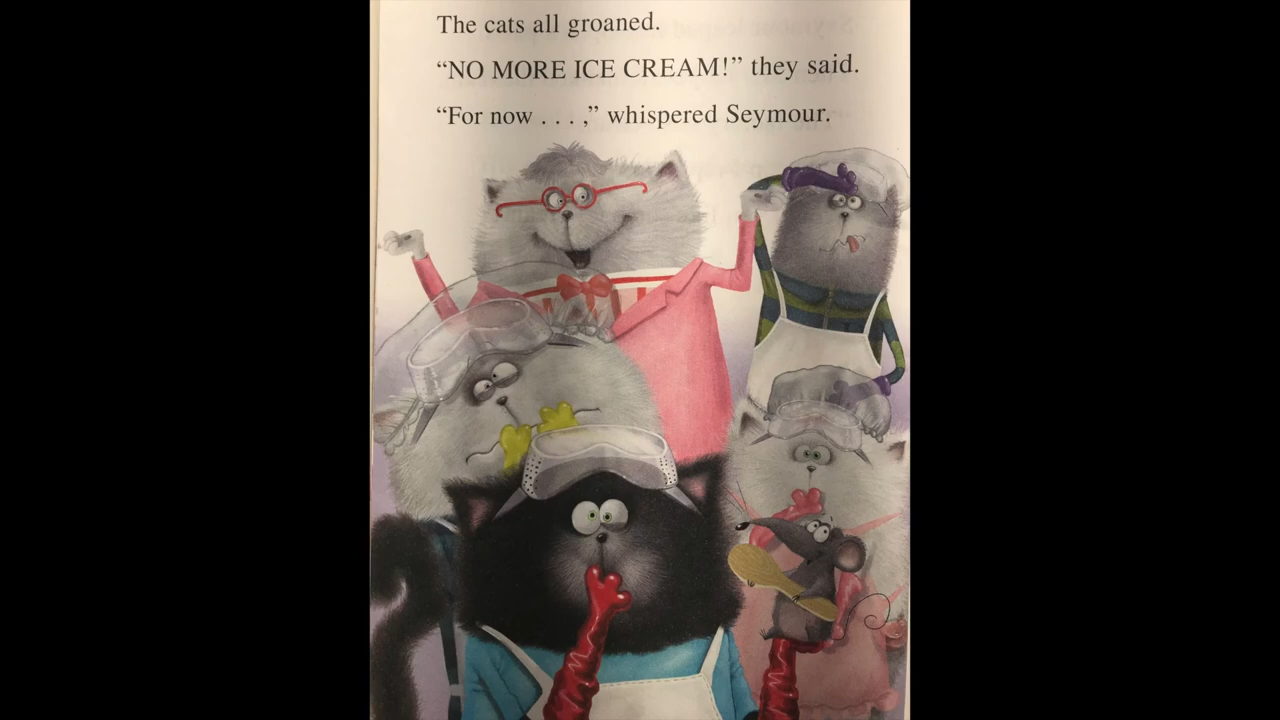 The cats all groaned.
“NO MORE ICE CREAM!” they said.
“For now . . . ,” whispered Seymour.